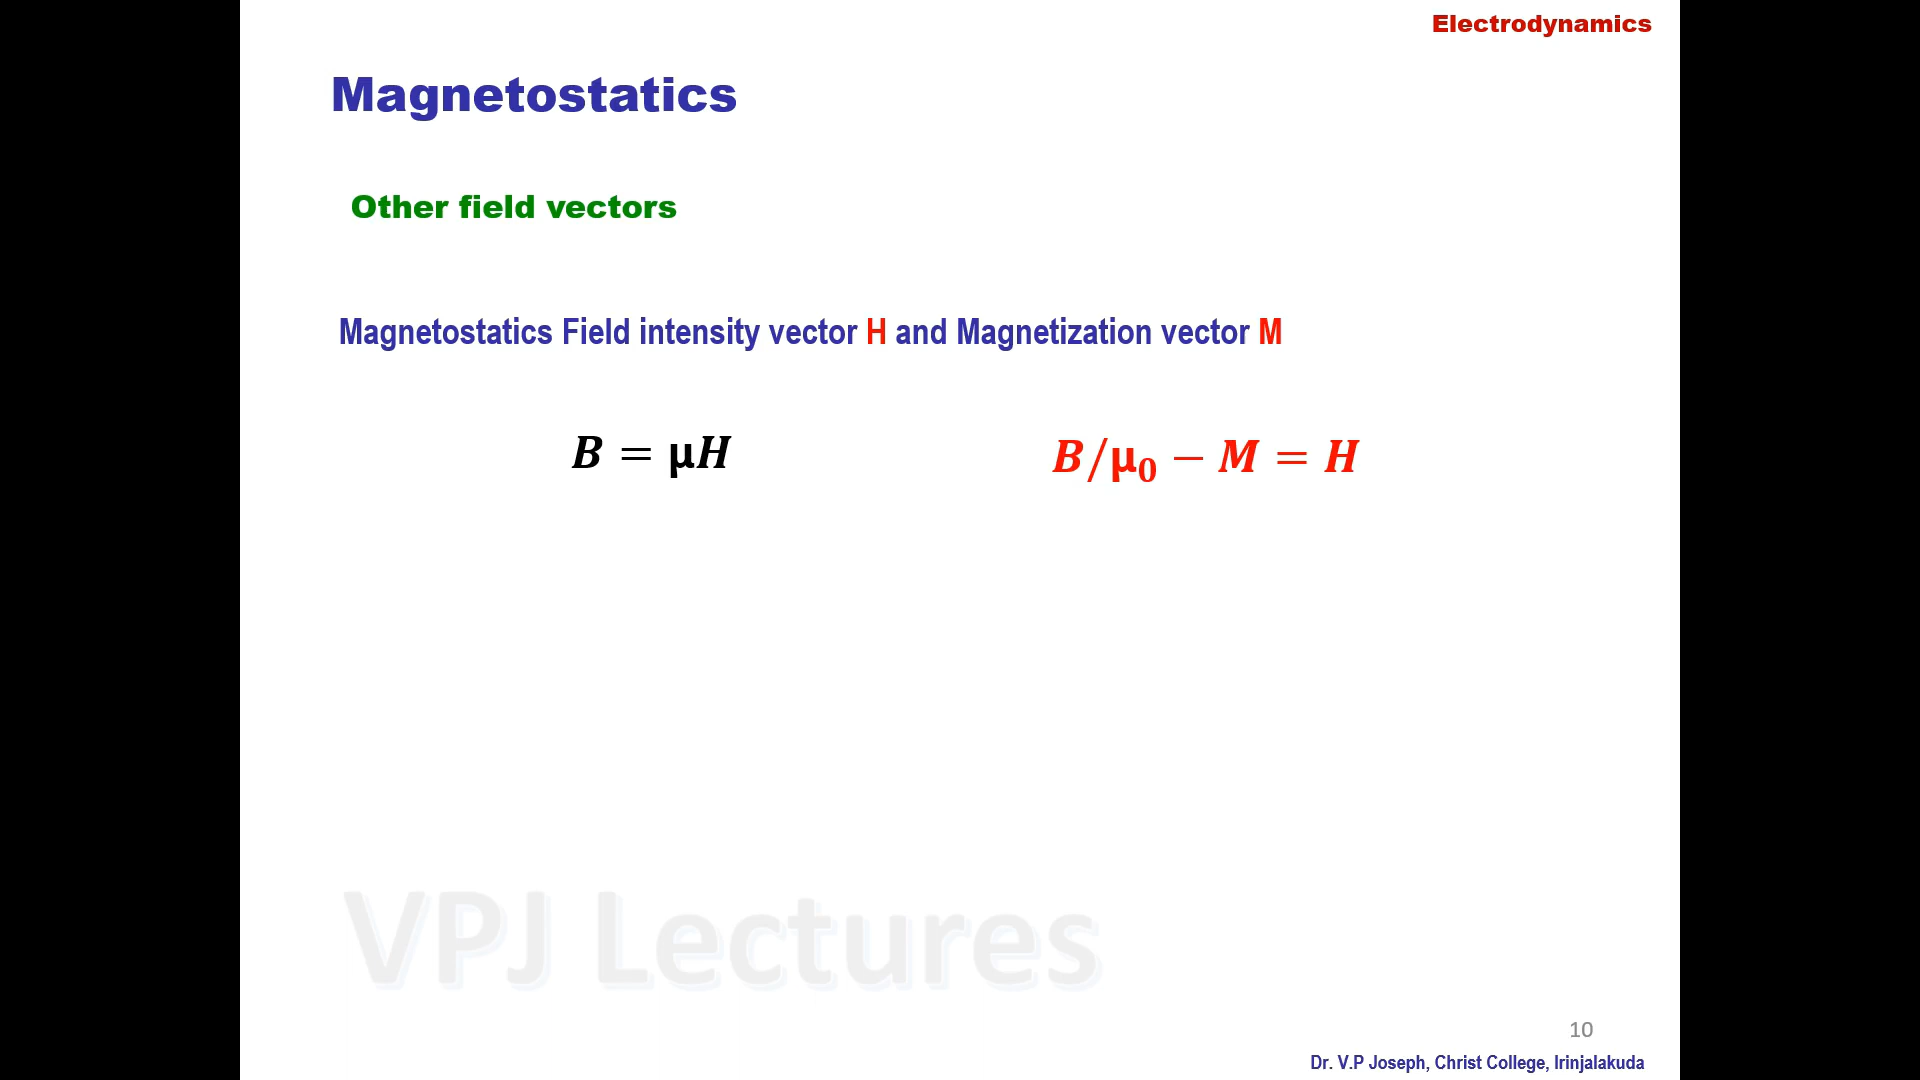 Electrodynamics
Magnetostatics
Other field vectors
Magnetostatics Field intensity vector H and Magnetization vector M
B = μH
B/μ₀ − M = H
VPJ Lectures
10
Dr. V.P Joseph, Christ College, Irinjalakuda